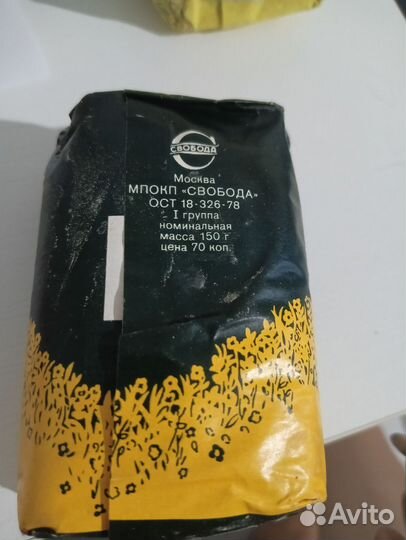 СВОБОДА
Москва
МПОКП «СВОБОДА»
ОСТ 18-326-78
I группа
номинальная
масса 150 г
цена 70 коп.
Avito